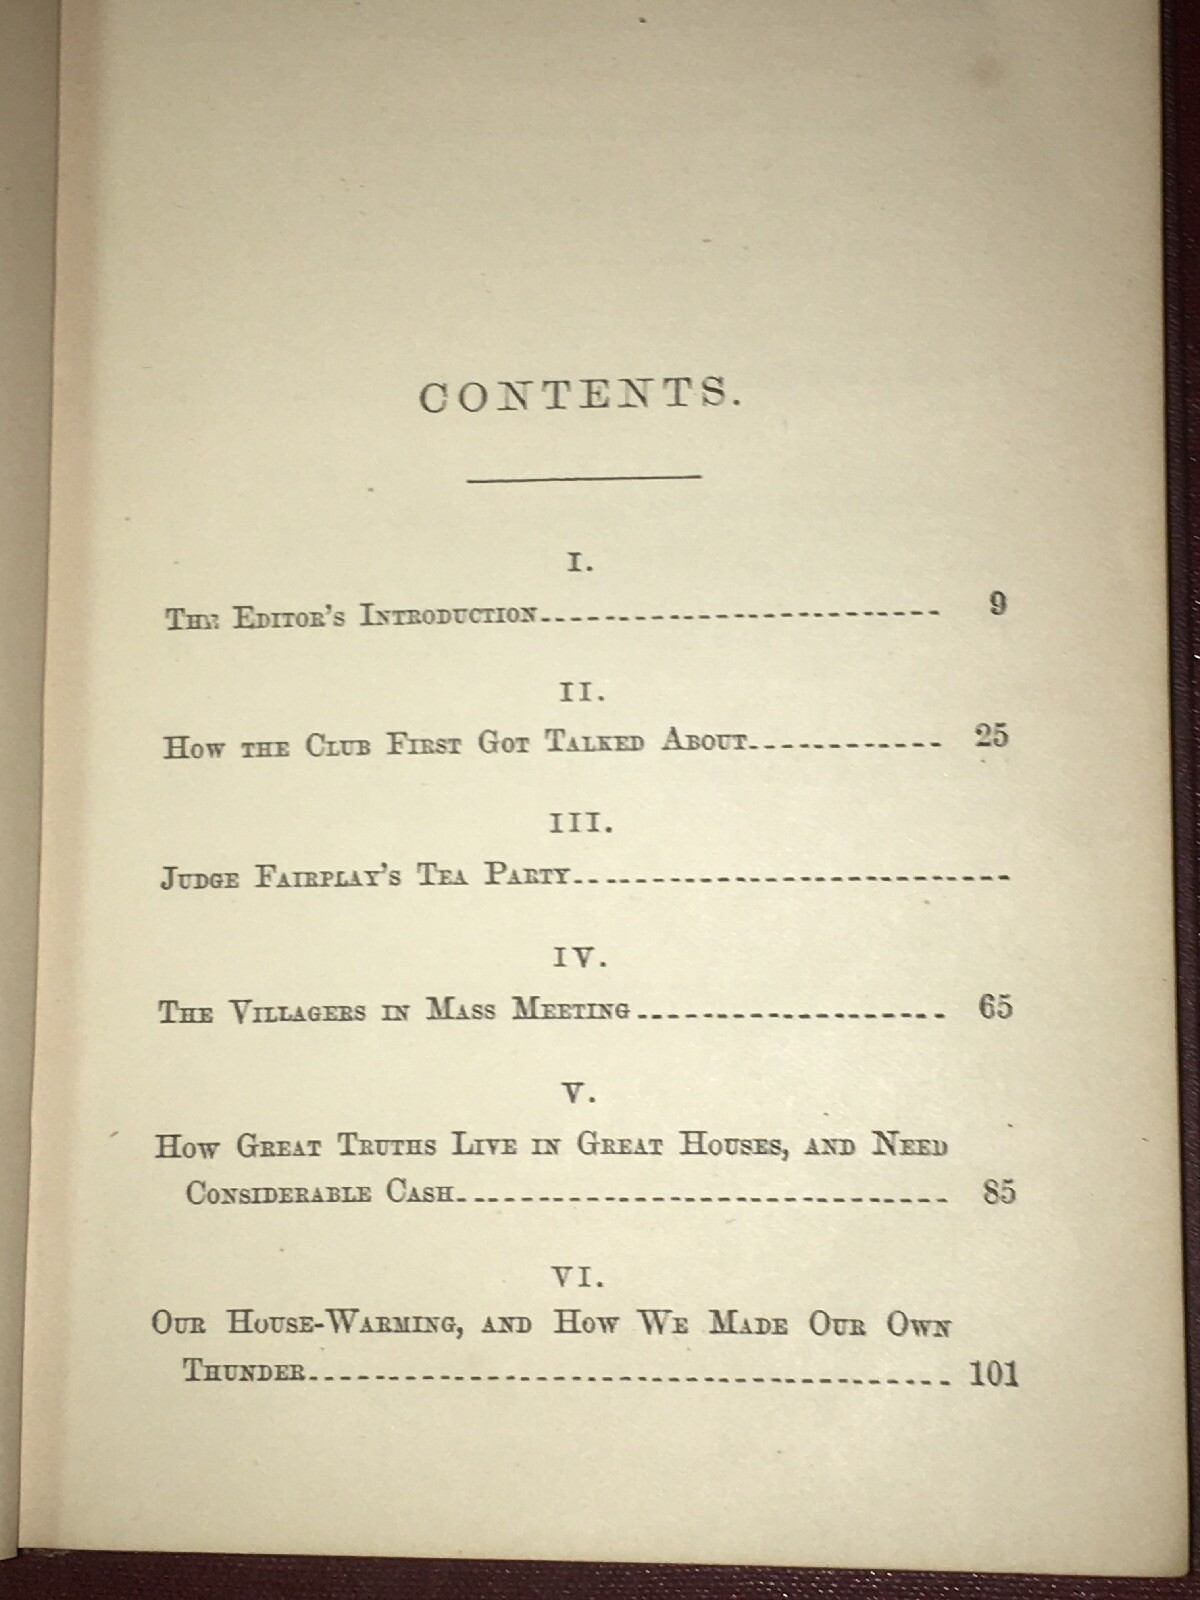 CONTENTS.
I.
THE EDITOR'S INTRODUCTION 9
II.
HOW THE CLUB FIRST GOT TALKED ABOUT 25
III.
JUDGE FAIRPLAY'S TEA PARTY
IV.
THE VILLAGERS IN MASS MEETING 65
V.
HOW GREAT TRUTHS LIVE IN GREAT HOUSES, AND NEED
CONSIDERABLE CASH 85
VI.
OUR HOUSE-WARMING, AND HOW WE MADE OUR OWN
THUNDER 101